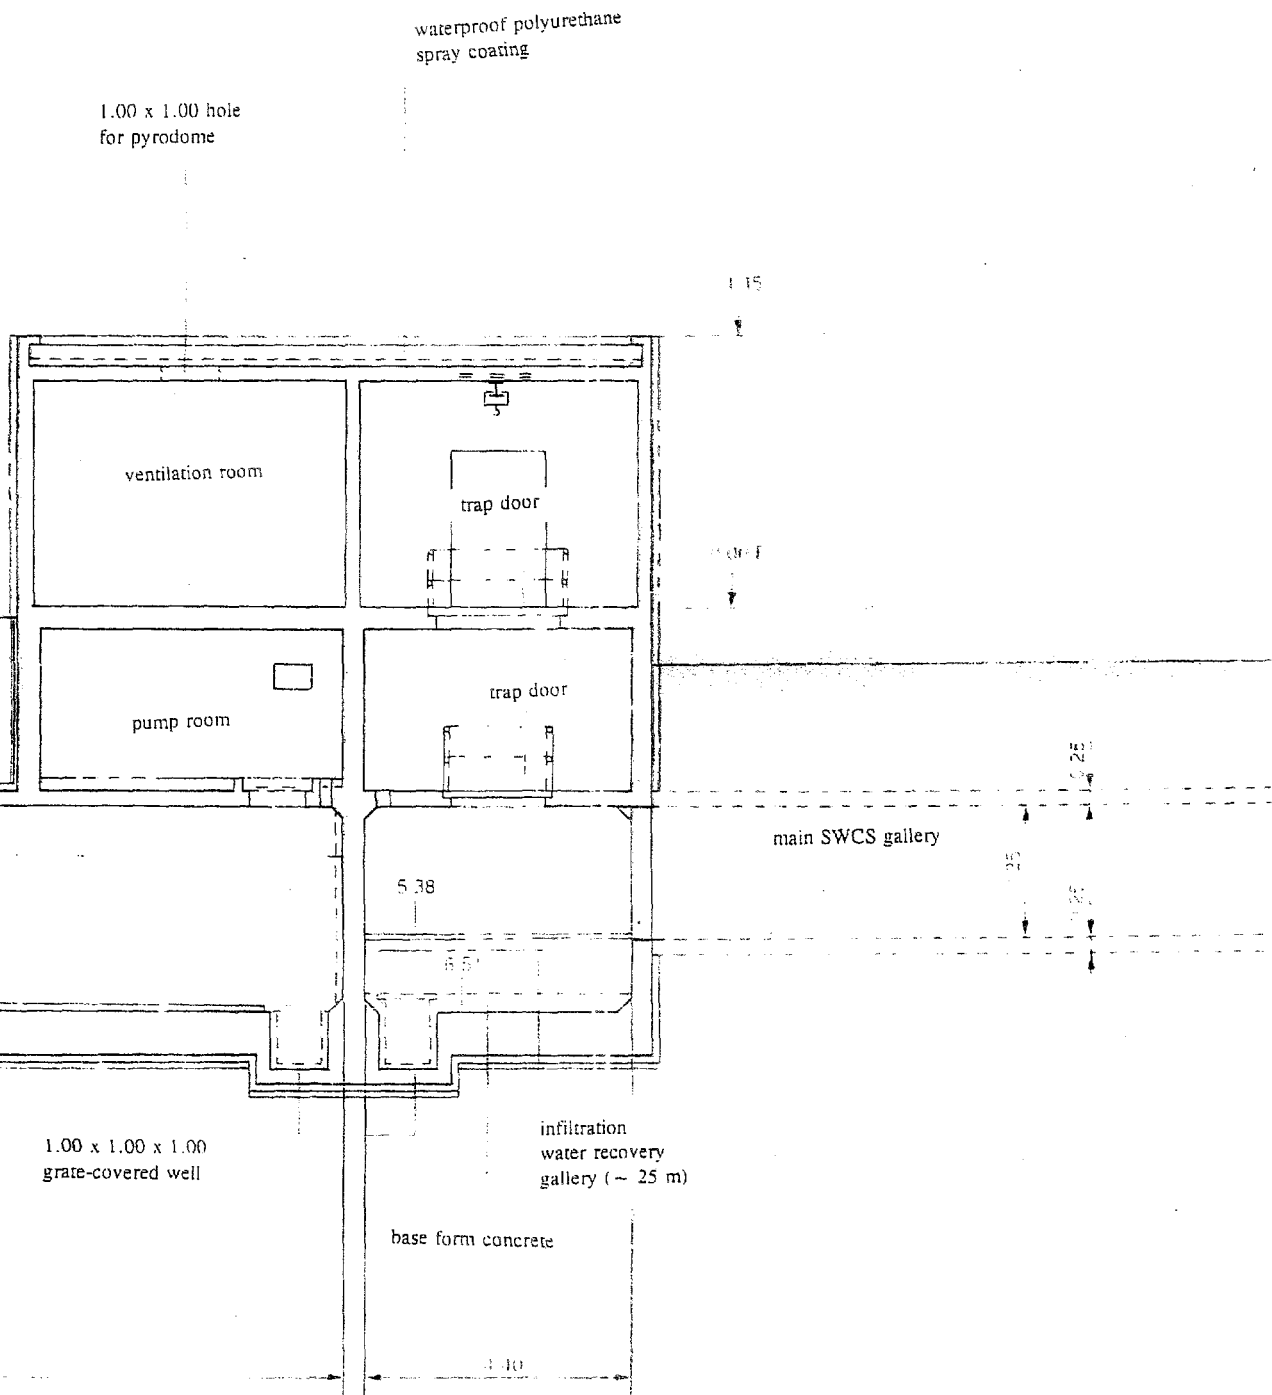 waterproof polyurethane
spray coating
1.00 x 1.00 hole
for pyrodome
ventilation room
trap door
pump room
trap door
main SWCS gallery
5.38
1.00 x 1.00 x 1.00
grate-covered well
infiltration
water recovery
gallery (~ 25 m)
base form concrete
4.40